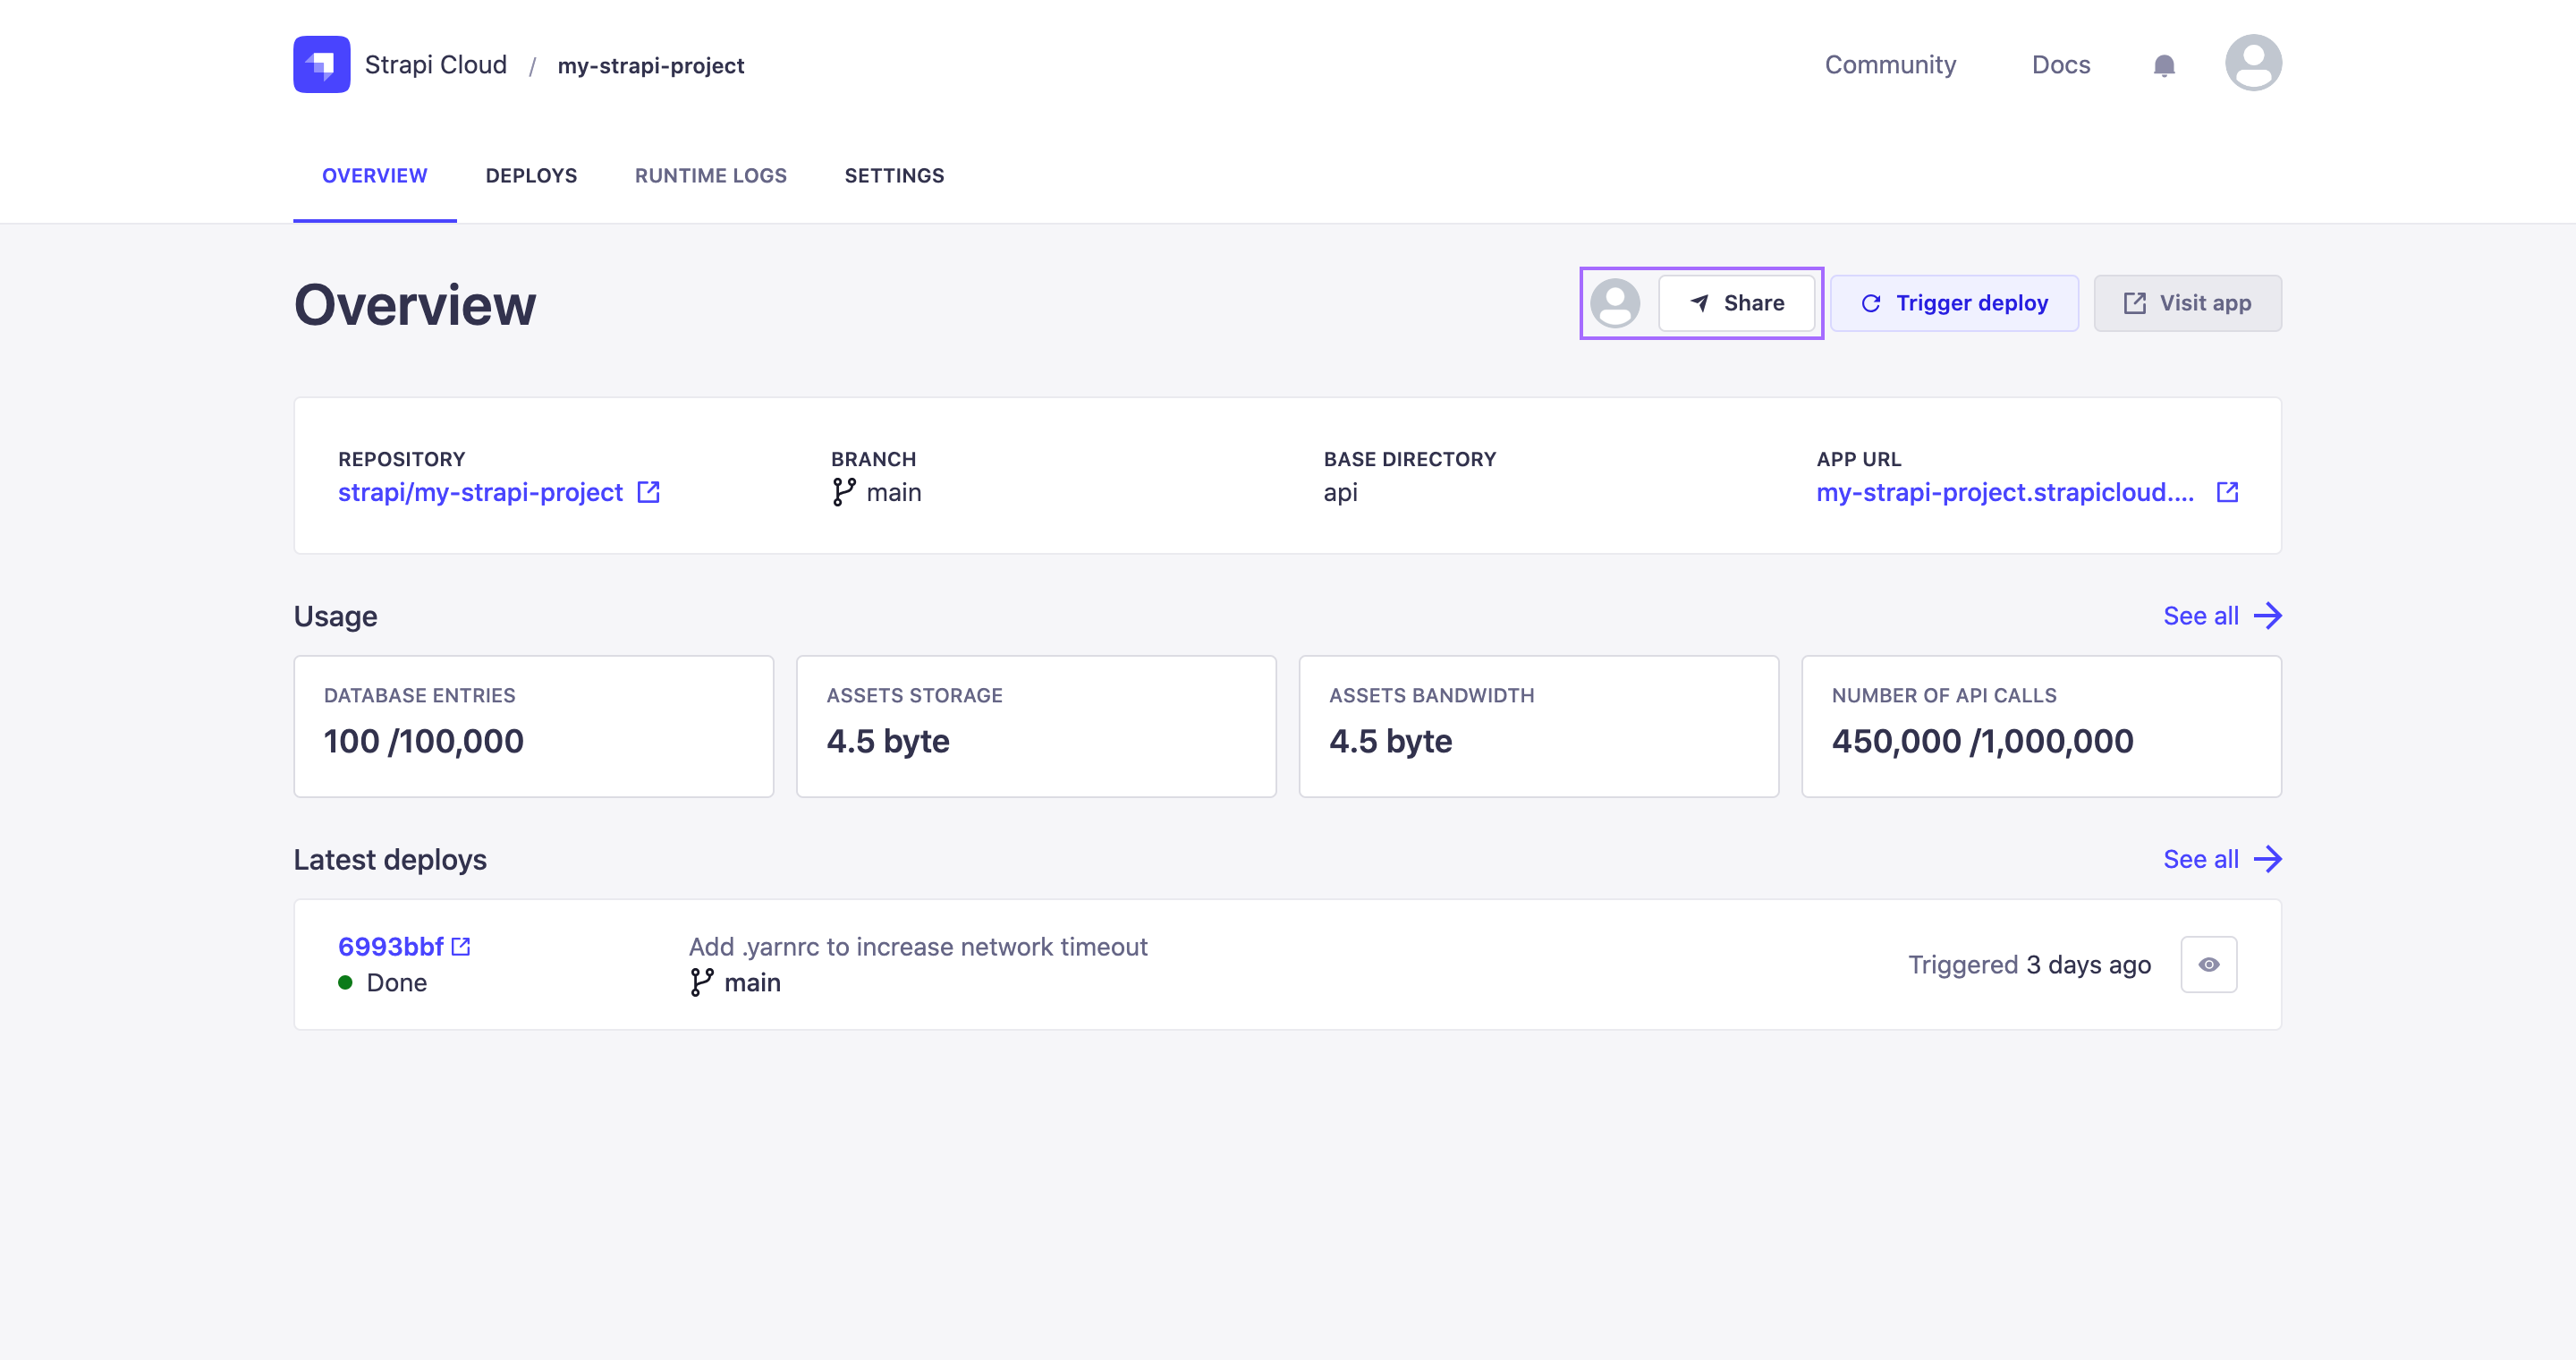 Strapi Cloud / my-strapi-project
Community
Docs
OVERVIEW
DEPLOYS
RUNTIME LOGS
SETTINGS
Overview
Share
Trigger deploy
Visit app
REPOSITORY
strapi/my-strapi-project
BRANCH
main
BASE DIRECTORY
api
APP URL
my-strapi-project.strapicloud....
Usage
See all
DATABASE ENTRIES
100 /100,000
ASSETS STORAGE
4.5 byte
ASSETS BANDWIDTH
4.5 byte
NUMBER OF API CALLS
450,000 /1,000,000
Latest deploys
See all
6993bbf
Done
Add .yarnrc to increase network timeout
main
Triggered 3 days ago